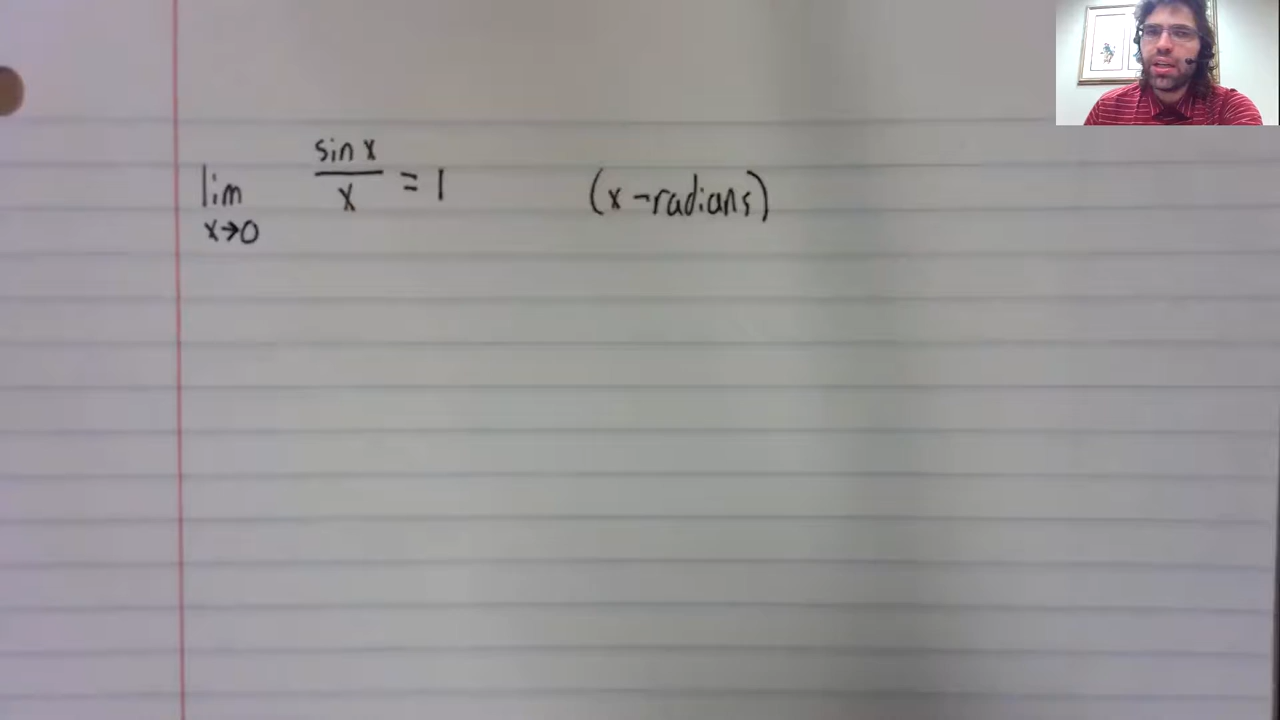 lim sin x / x = 1 (x - radians)
x→0